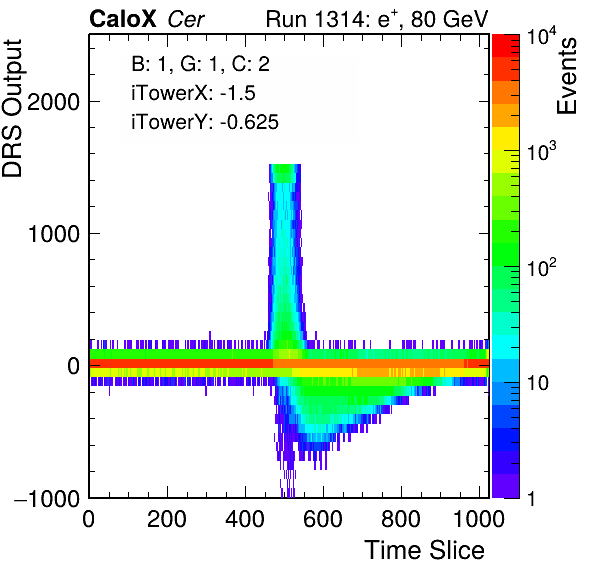 CaloX Cer Run 1314: e⁺, 80 GeV
B: 1, G: 1, C: 2
iTowerX: -1.5
iTowerY: -0.625
DRS Output
2000
1000
0
−1000
0 200 400 600 800 1000
Time Slice
Events
10⁴
10³
10²
10
1